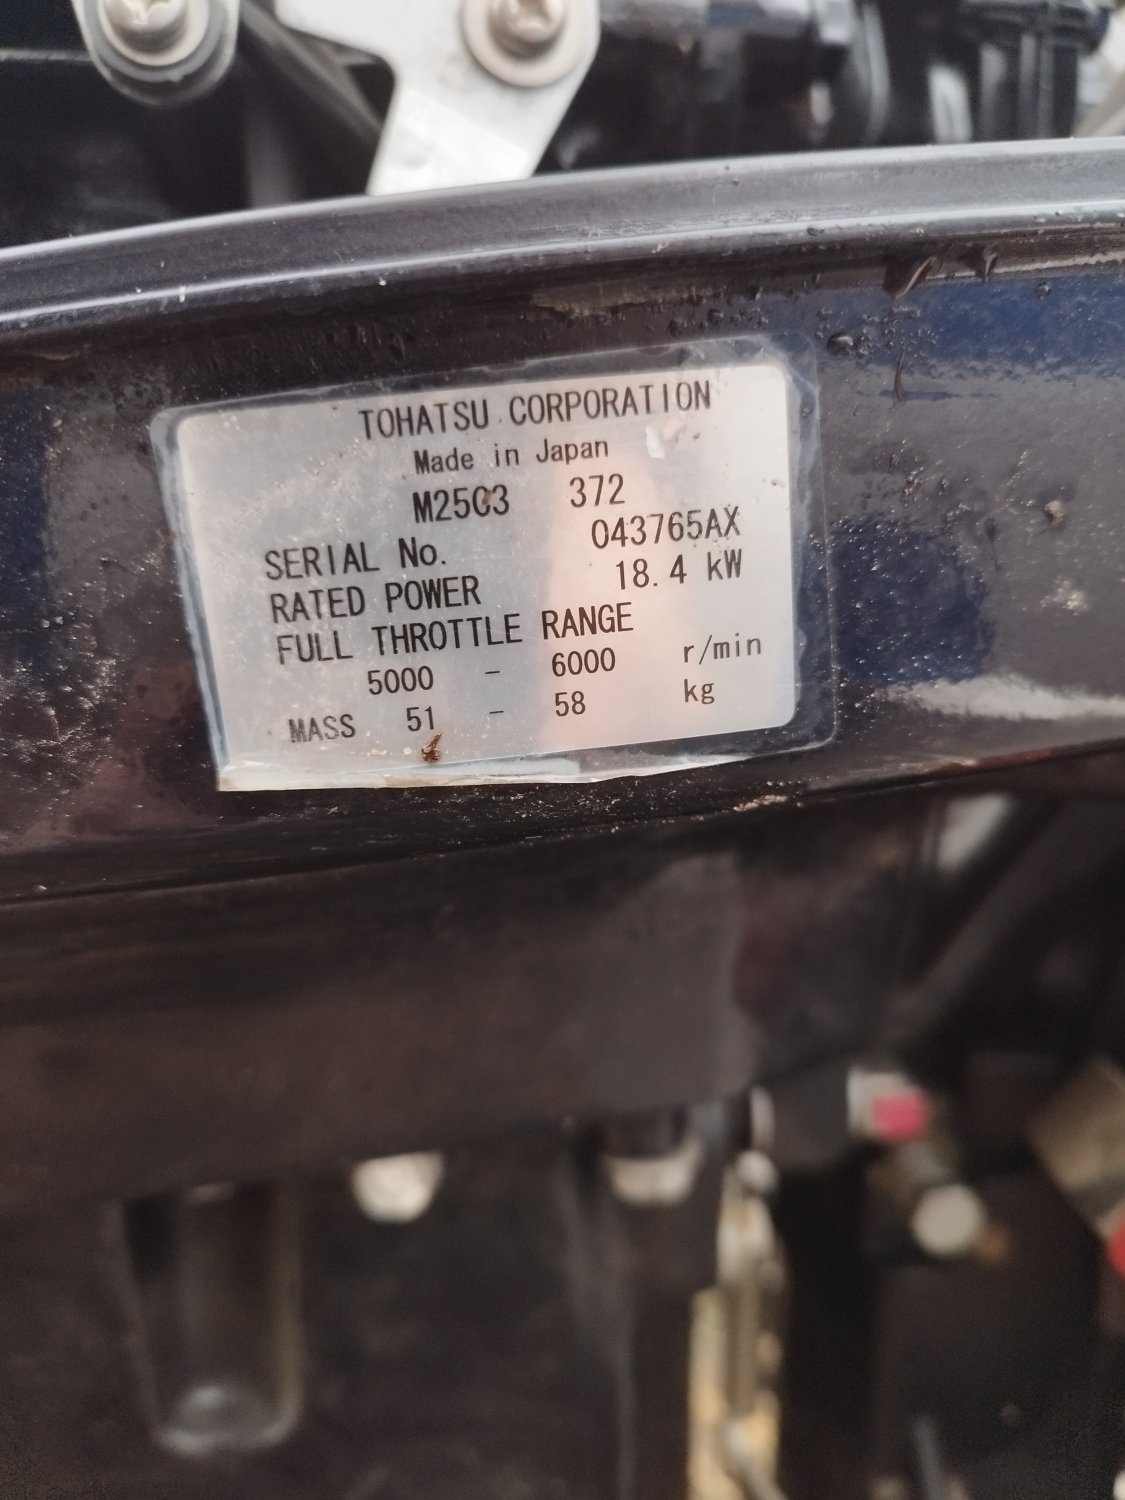 TOHATSU CORPORATION
Made in Japan
M25C3 372
SERIAL No. 043765AX
RATED POWER 18.4 kW
FULL THROTTLE RANGE
5000 - 6000 r/min
MASS 51 - 58 kg